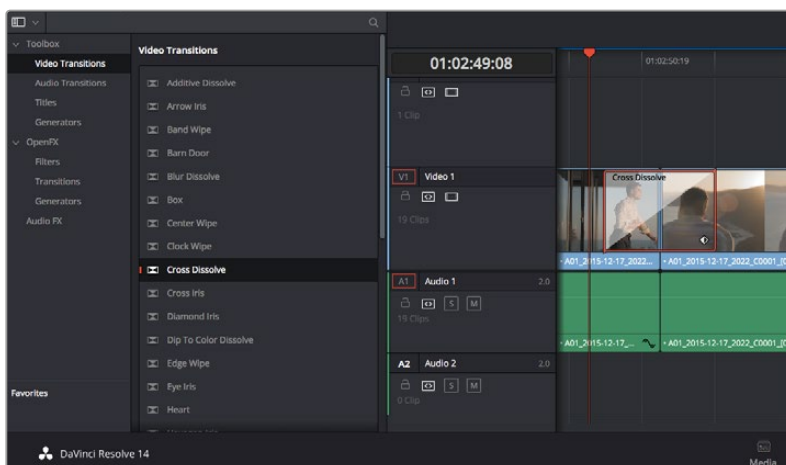 Toolbox
Video Transitions
Audio Transitions
Titles
Generators
OpenFX
Filters
Transitions
Generators
Audio FX
Favorites
Video Transitions
Additive Dissolve
Arrow Iris
Band Wipe
Barn Door
Blur Dissolve
Box
Center Wipe
Clock Wipe
Cross Dissolve
Cross Iris
Diamond Iris
Dip To Color Dissolve
Edge Wipe
Eye Iris
Heart
01:02:49:08
1 Clip
V1 Video 1
19 Clips
A1 Audio 1 2.0
S M
19 Clips
A2 Audio 2 2.0
S M
0 Clip
01:02:50:19
Cross Dissolve
A01_2015-12-17_2022...
A01_2015-12-17_2022_C0001_[0
A01_2015-12-17_...
A01_2015-12-17_2022_C0001_[0
DaVinci Resolve 14
Media